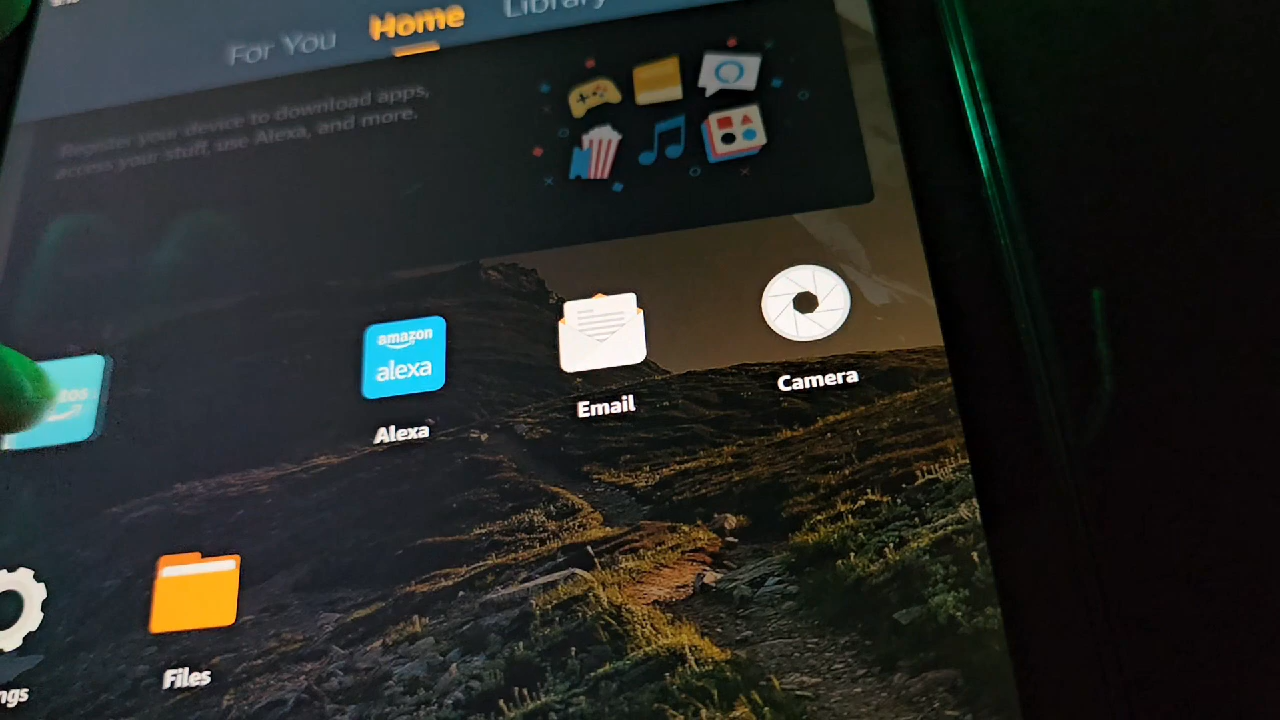 For You Home Library
Register your device to download apps,
access your stuff, use Alexa, and more.
amazon
alexa
Alexa
Email
Camera
Files
ngs